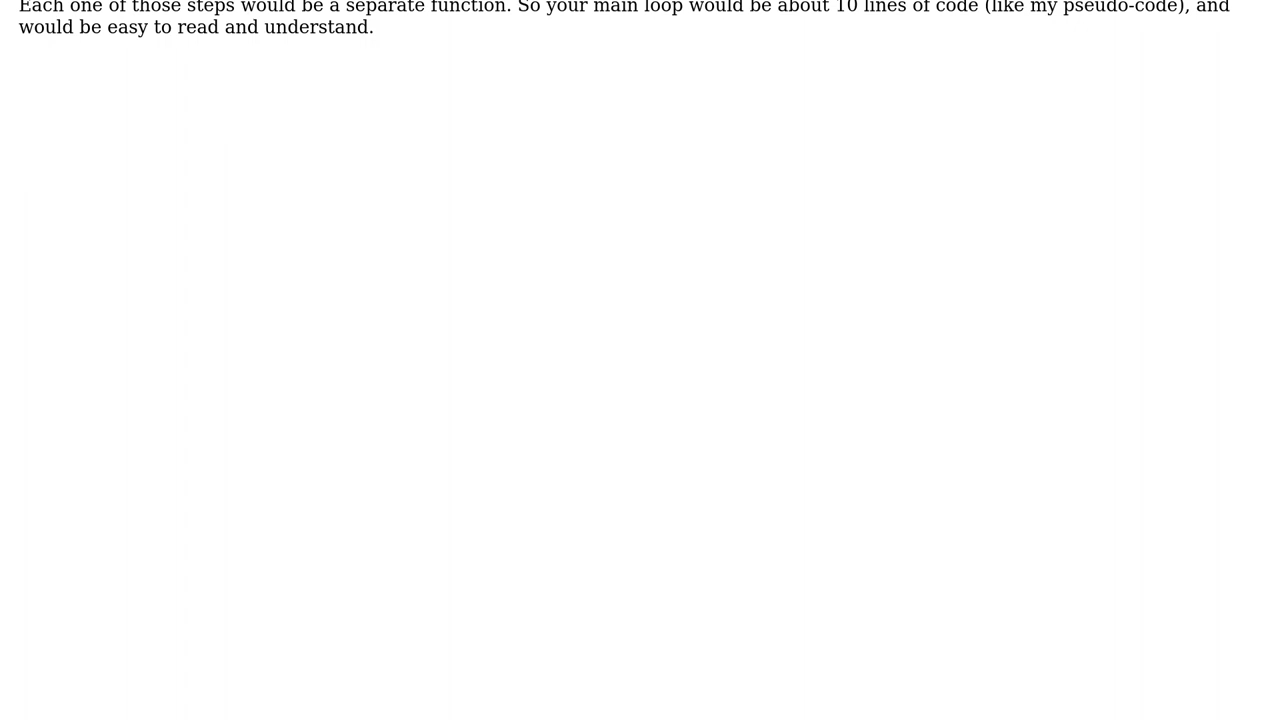 Each one of those steps would be a separate function. So your main loop would be about 10 lines of code (like my pseudo-code), and
would be easy to read and understand.